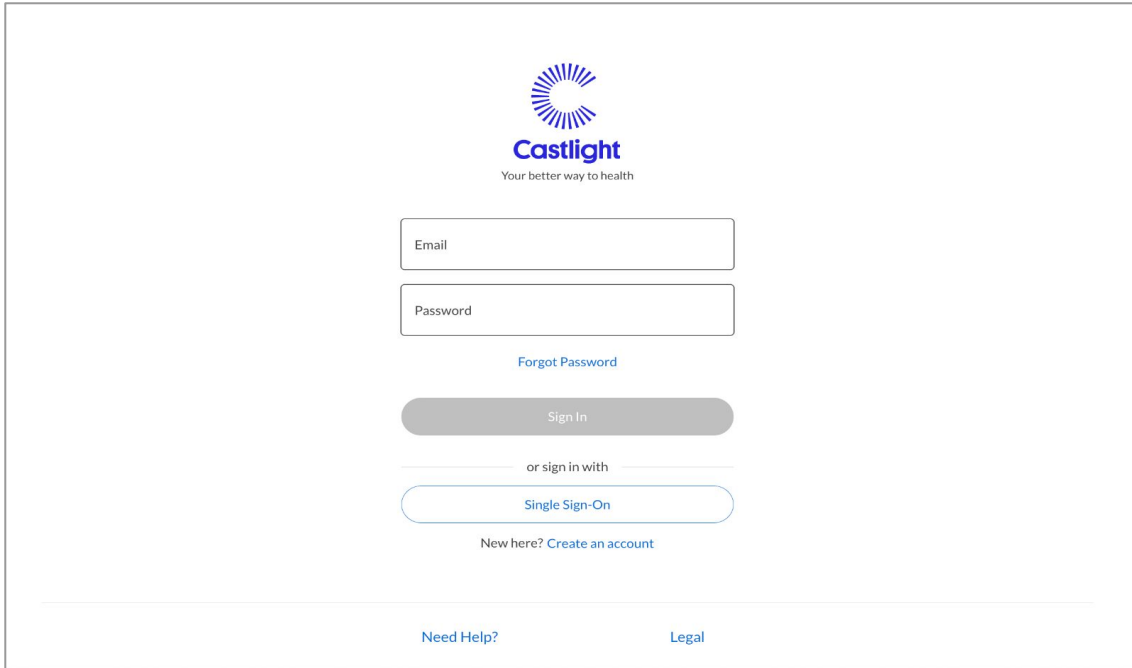 Castlight
Your better way to health
Email
Password
Forgot Password
Sign In
or sign in with
Single Sign-On
New here? Create an account
Need Help? Legal